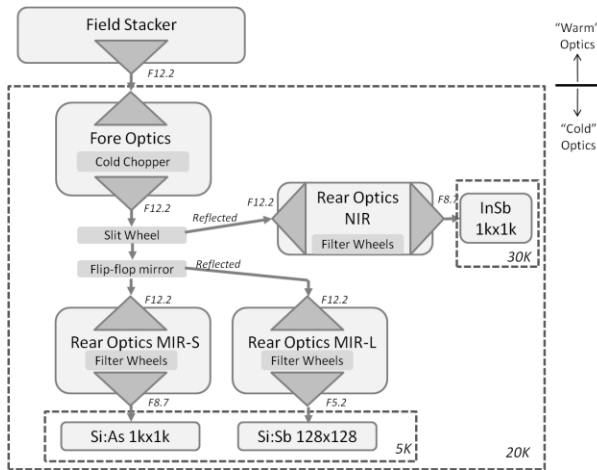 Field Stacker
"Warm"
Optics
F12.2
"Cold"
Optics
Fore Optics
Cold Chopper
F12.2
Reflected
F12.2
Rear Optics
NIR
Filter Wheels
F8.7
InSb
1kx1k
30K
Slit Wheel
Flip-flop mirror
Reflected
F12.2
F12.2
Rear Optics MIR-S
Filter Wheels
Rear Optics MIR-L
Filter Wheels
F8.7
F5.2
Si:As 1kx1k
Si:Sb 128x128
5K
20K